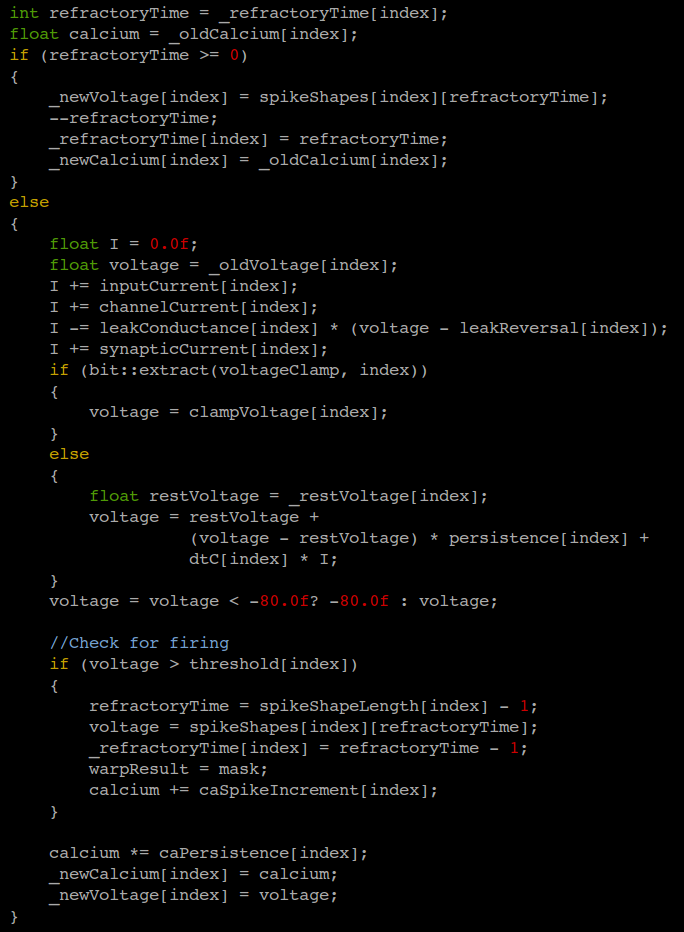 int refractoryTime = _refractoryTime[index];
float calcium = _oldCalcium[index];
if (refractoryTime >= 0)
{
    _newVoltage[index] = spikeShapes[index][refractoryTime];
    --refractoryTime;
    _refractoryTime[index] = refractoryTime;
    _newCalcium[index] = _oldCalcium[index];
}
else
{
    float I = 0.0f;
    float voltage = _oldVoltage[index];
    I += inputCurrent[index];
    I += channelCurrent[index];
    I -= leakConductance[index] * (voltage - leakReversal[index]);
    I += synapticCurrent[index];
    if (bit::extract(voltageClamp, index))
    {
        voltage = clampVoltage[index];
    }
    else
    {
        float restVoltage = _restVoltage[index];
        voltage = restVoltage +
                  (voltage - restVoltage) * persistence[index] +
                  dtC[index] * I;
    }
    voltage = voltage < -80.0f? -80.0f : voltage;

    //Check for firing
    if (voltage > threshold[index])
    {
        refractoryTime = spikeShapeLength[index] - 1;
        voltage = spikeShapes[index][refractoryTime];
        _refractoryTime[index] = refractoryTime - 1;
        warpResult = mask;
        calcium += caSpikeIncrement[index];
    }

    calcium *= caPersistence[index];
    _newCalcium[index] = calcium;
    _newVoltage[index] = voltage;
}